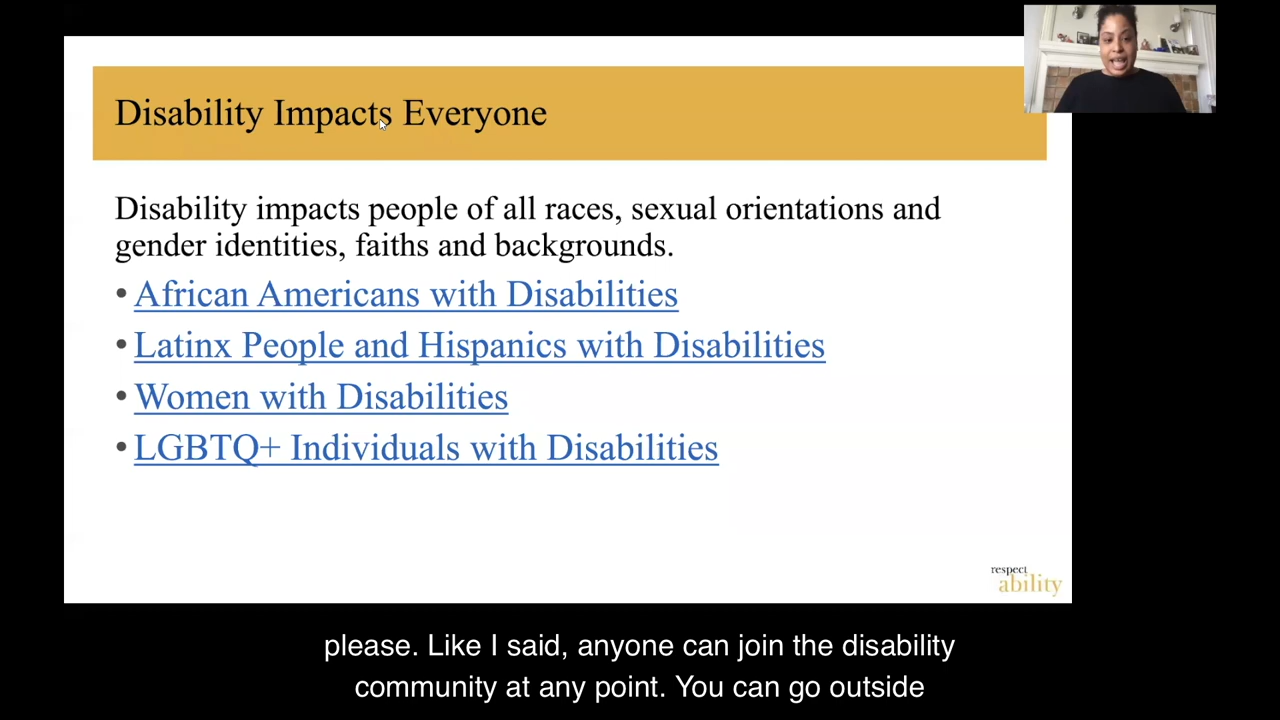 Disability Impacts Everyone
Disability impacts people of all races, sexual orientations and
gender identities, faiths and backgrounds.
• African Americans with Disabilities
• Latinx People and Hispanics with Disabilities
• Women with Disabilities
• LGBTQ+ Individuals with Disabilities
respect
ability
please. Like I said, anyone can join the disability
community at any point. You can go outside